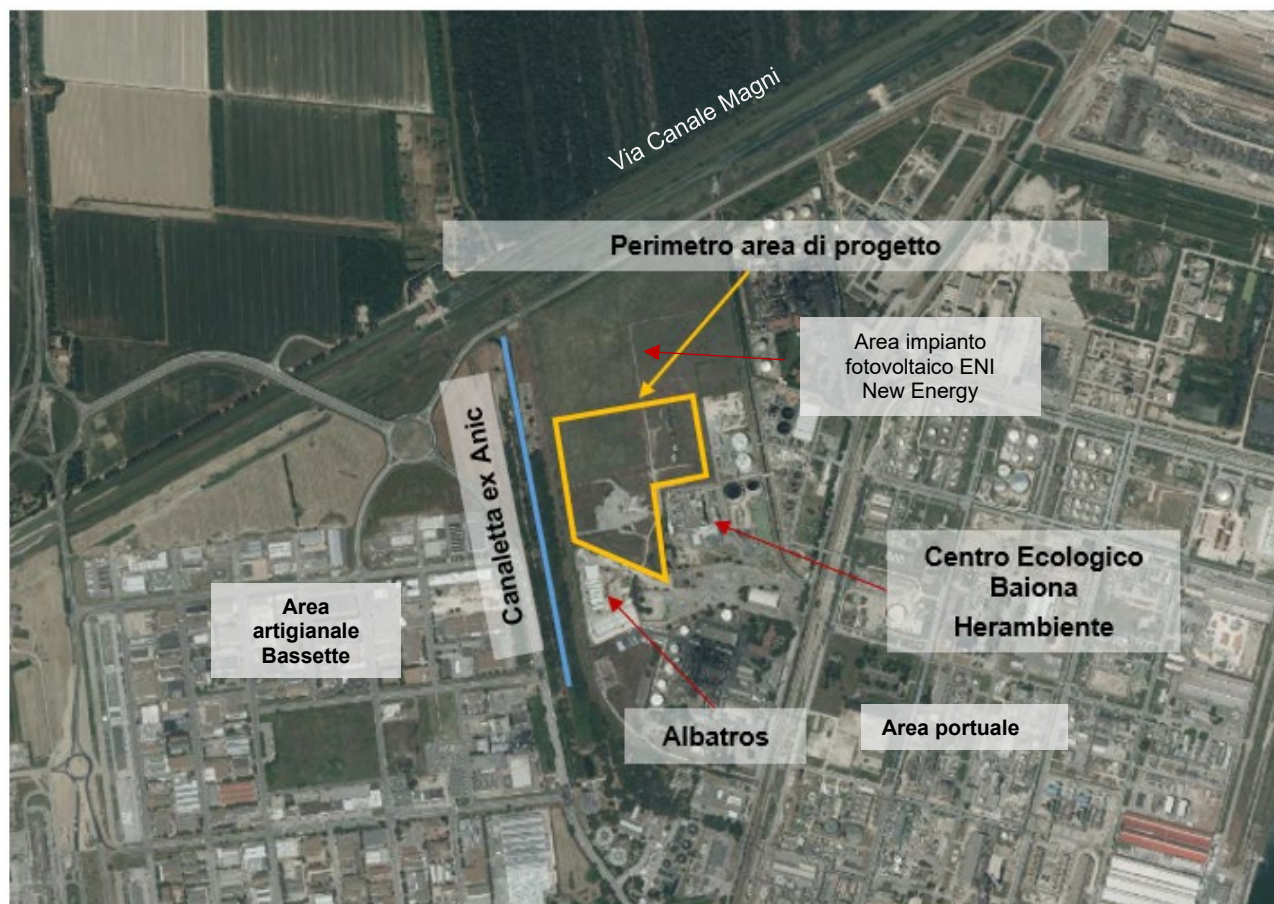 Via Canale Magni
Perimetro area di progetto
Area impianto
fotovoltaico ENI
New Energy
Canaletta ex Anic
Centro Ecologico
Baiona
Herambiente
Area
artigianale
Bassette
Albatros
Area portuale